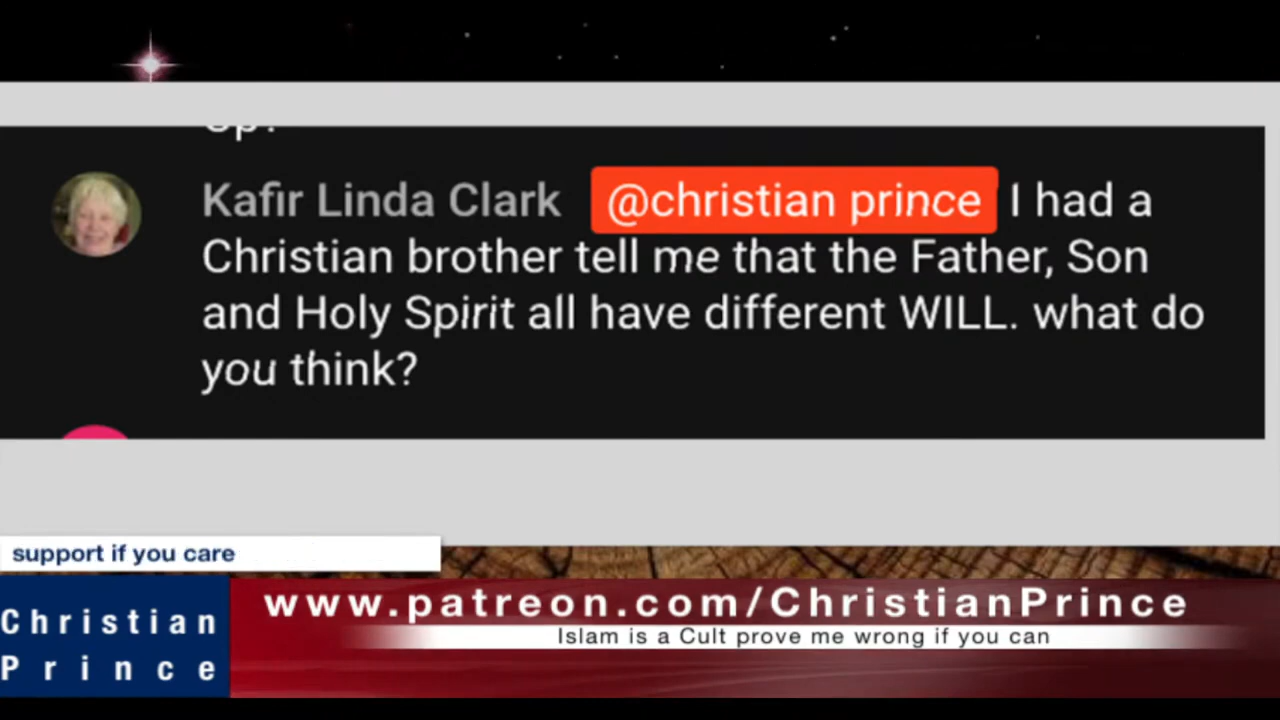 Kafir Linda Clark @christian prince I had a
Christian brother tell me that the Father, Son
and Holy Spirit all have different WILL. what do
you think?
support if you care
Christian
Prince
www.patreon.com/ChristianPrince
Islam is a Cult prove me wrong if you can